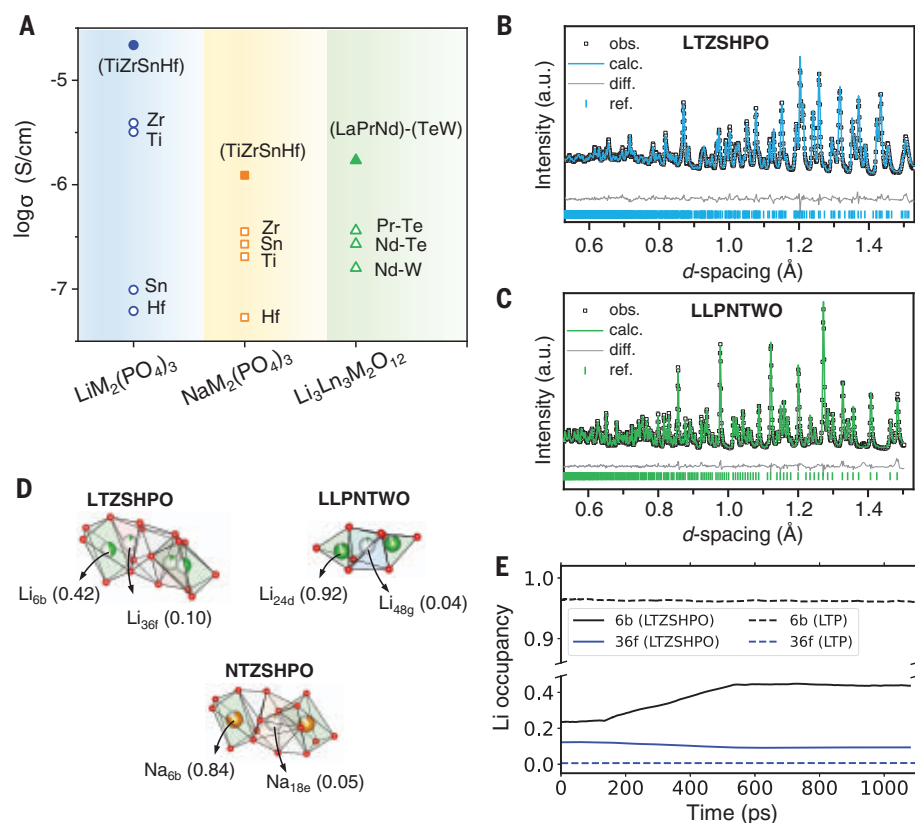 A
logσ (S/cm)
-5
-6
-7
(TiZrSnHf)
Zr
Ti
Sn
Hf
(TiZrSnHf)
Zr
Sn
Ti
Hf
(LaPrNd)-(TeW)
Pr-Te
Nd-Te
Nd-W
LiM₂(PO₄)₃
NaM₂(PO₄)₃
Li₃Ln₃M₂O₁₂
B
LTZSHPO
obs.
calc.
diff.
ref.
Intensity (a.u.)
0.6 0.8 1.0 1.2 1.4
d-spacing (Å)
C
LLPNTWO
obs.
calc.
diff.
ref.
Intensity (a.u.)
0.6 0.8 1.0 1.2 1.4
d-spacing (Å)
D
LTZSHPO
Li₆b (0.42)
Li₃₆f (0.10)
LLPNTWO
Li₂₄d (0.92)
Li₄₈g (0.04)
NTZSHPO
Na₆b (0.84)
Na₁₈e (0.05)
E
Li occupancy
1.0
0.9
0.4
0.2
0.0
6b (LTZSHPO)
36f (LTZSHPO)
6b (LTP)
36f (LTP)
0 200 400 600 800 1000
Time (ps)